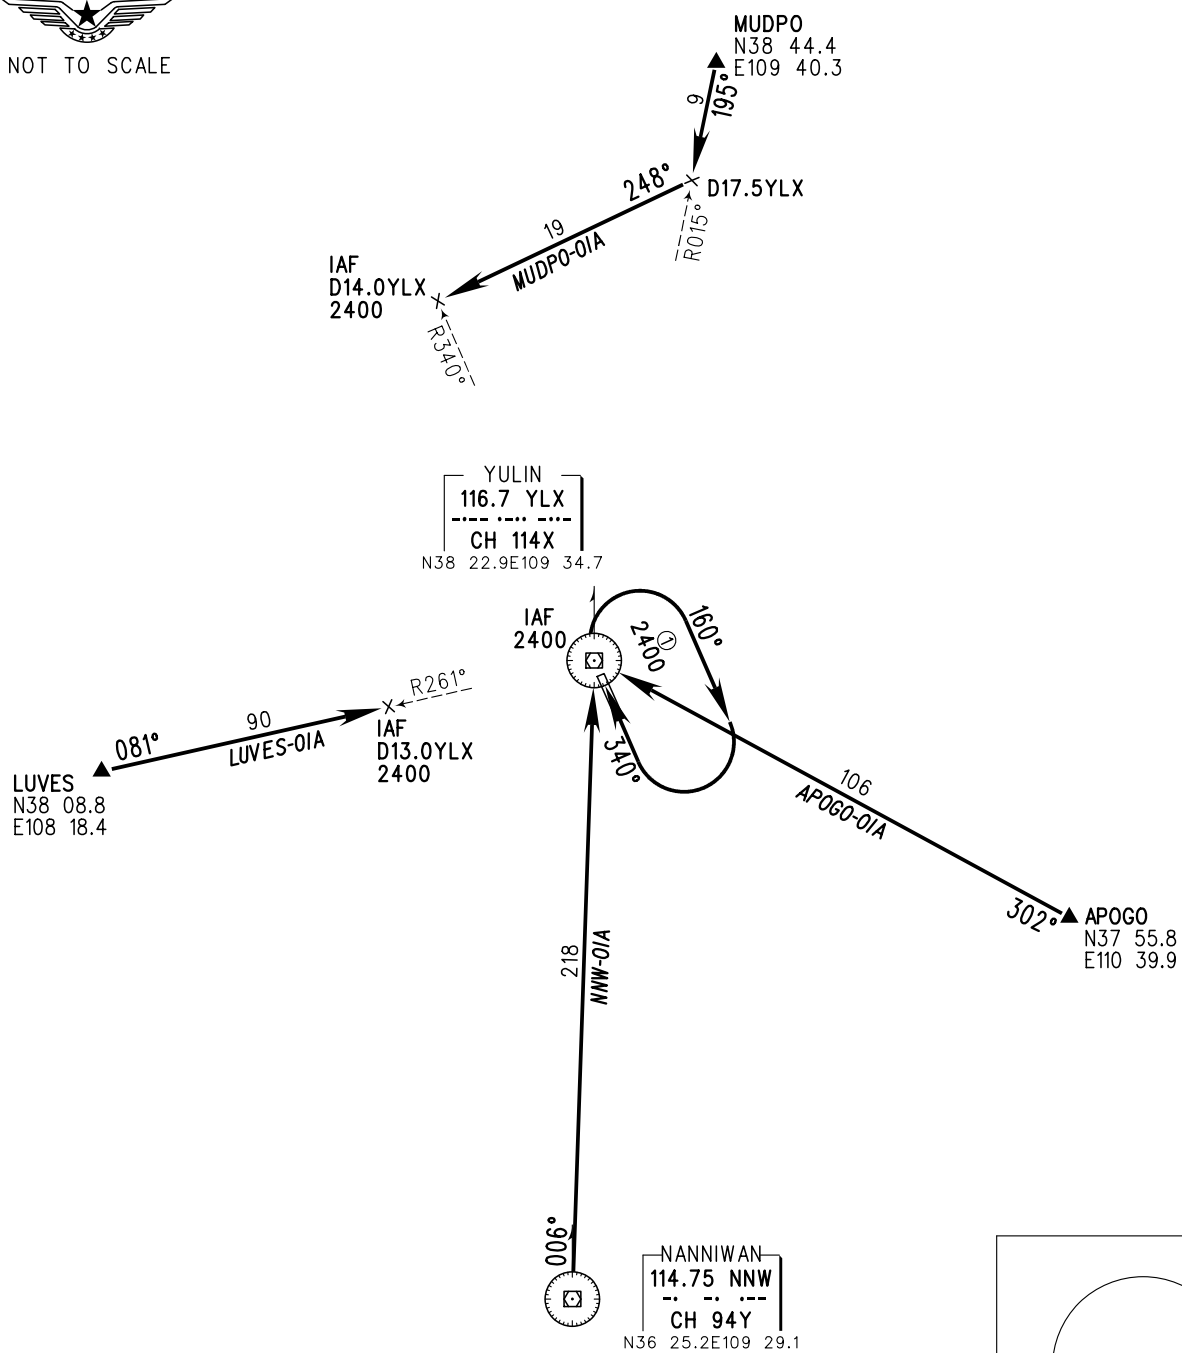 NOT TO SCALE
MUDPO
N38 44.4
E109 40.3
9
195°
248°
D17.5YLX
R015°
19
MUDPO-01A
IAF
D14.0YLX
2400
R340°
YULIN
116.7 YLX
-·-- ·-·· -··-
CH 114X
N38 22.9E109 34.7
IAF
2400
2400 ①
160°
340°
R261°
IAF
D13.0YLX
2400
90
LUVES-01A
081°
LUVES
N38 08.8
E108 18.4
106
APOGO-01A
302°
APOGO
N37 55.8
E110 39.9
218
NNW-01A
006°
NANNIWAN
114.75 NNW
-· -· ·--
CH 94Y
N36 25.2E109 29.1